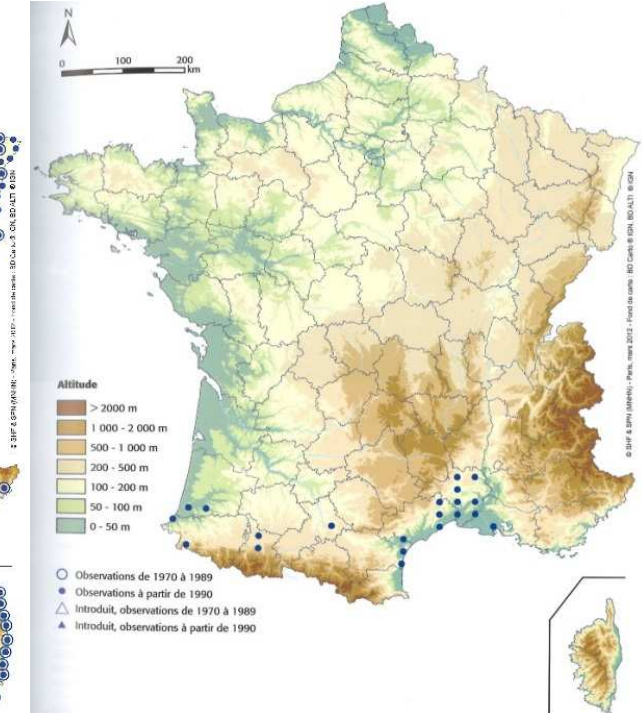 N
0 100 200
km
Altitude
> 2000 m
1 000 - 2 000 m
500 - 1 000 m
200 - 500 m
100 - 200 m
50 - 100 m
0 - 50 m
Observations de 1970 à 1989
Observations à partir de 1990
Introduit, observations de 1970 à 1989
Introduit, observations à partir de 1990
© SHF & SPN (MNHN) - Paris, mars 2012 - Fond de carte : BD Carto ® IGN, BD ALTI ® IGN